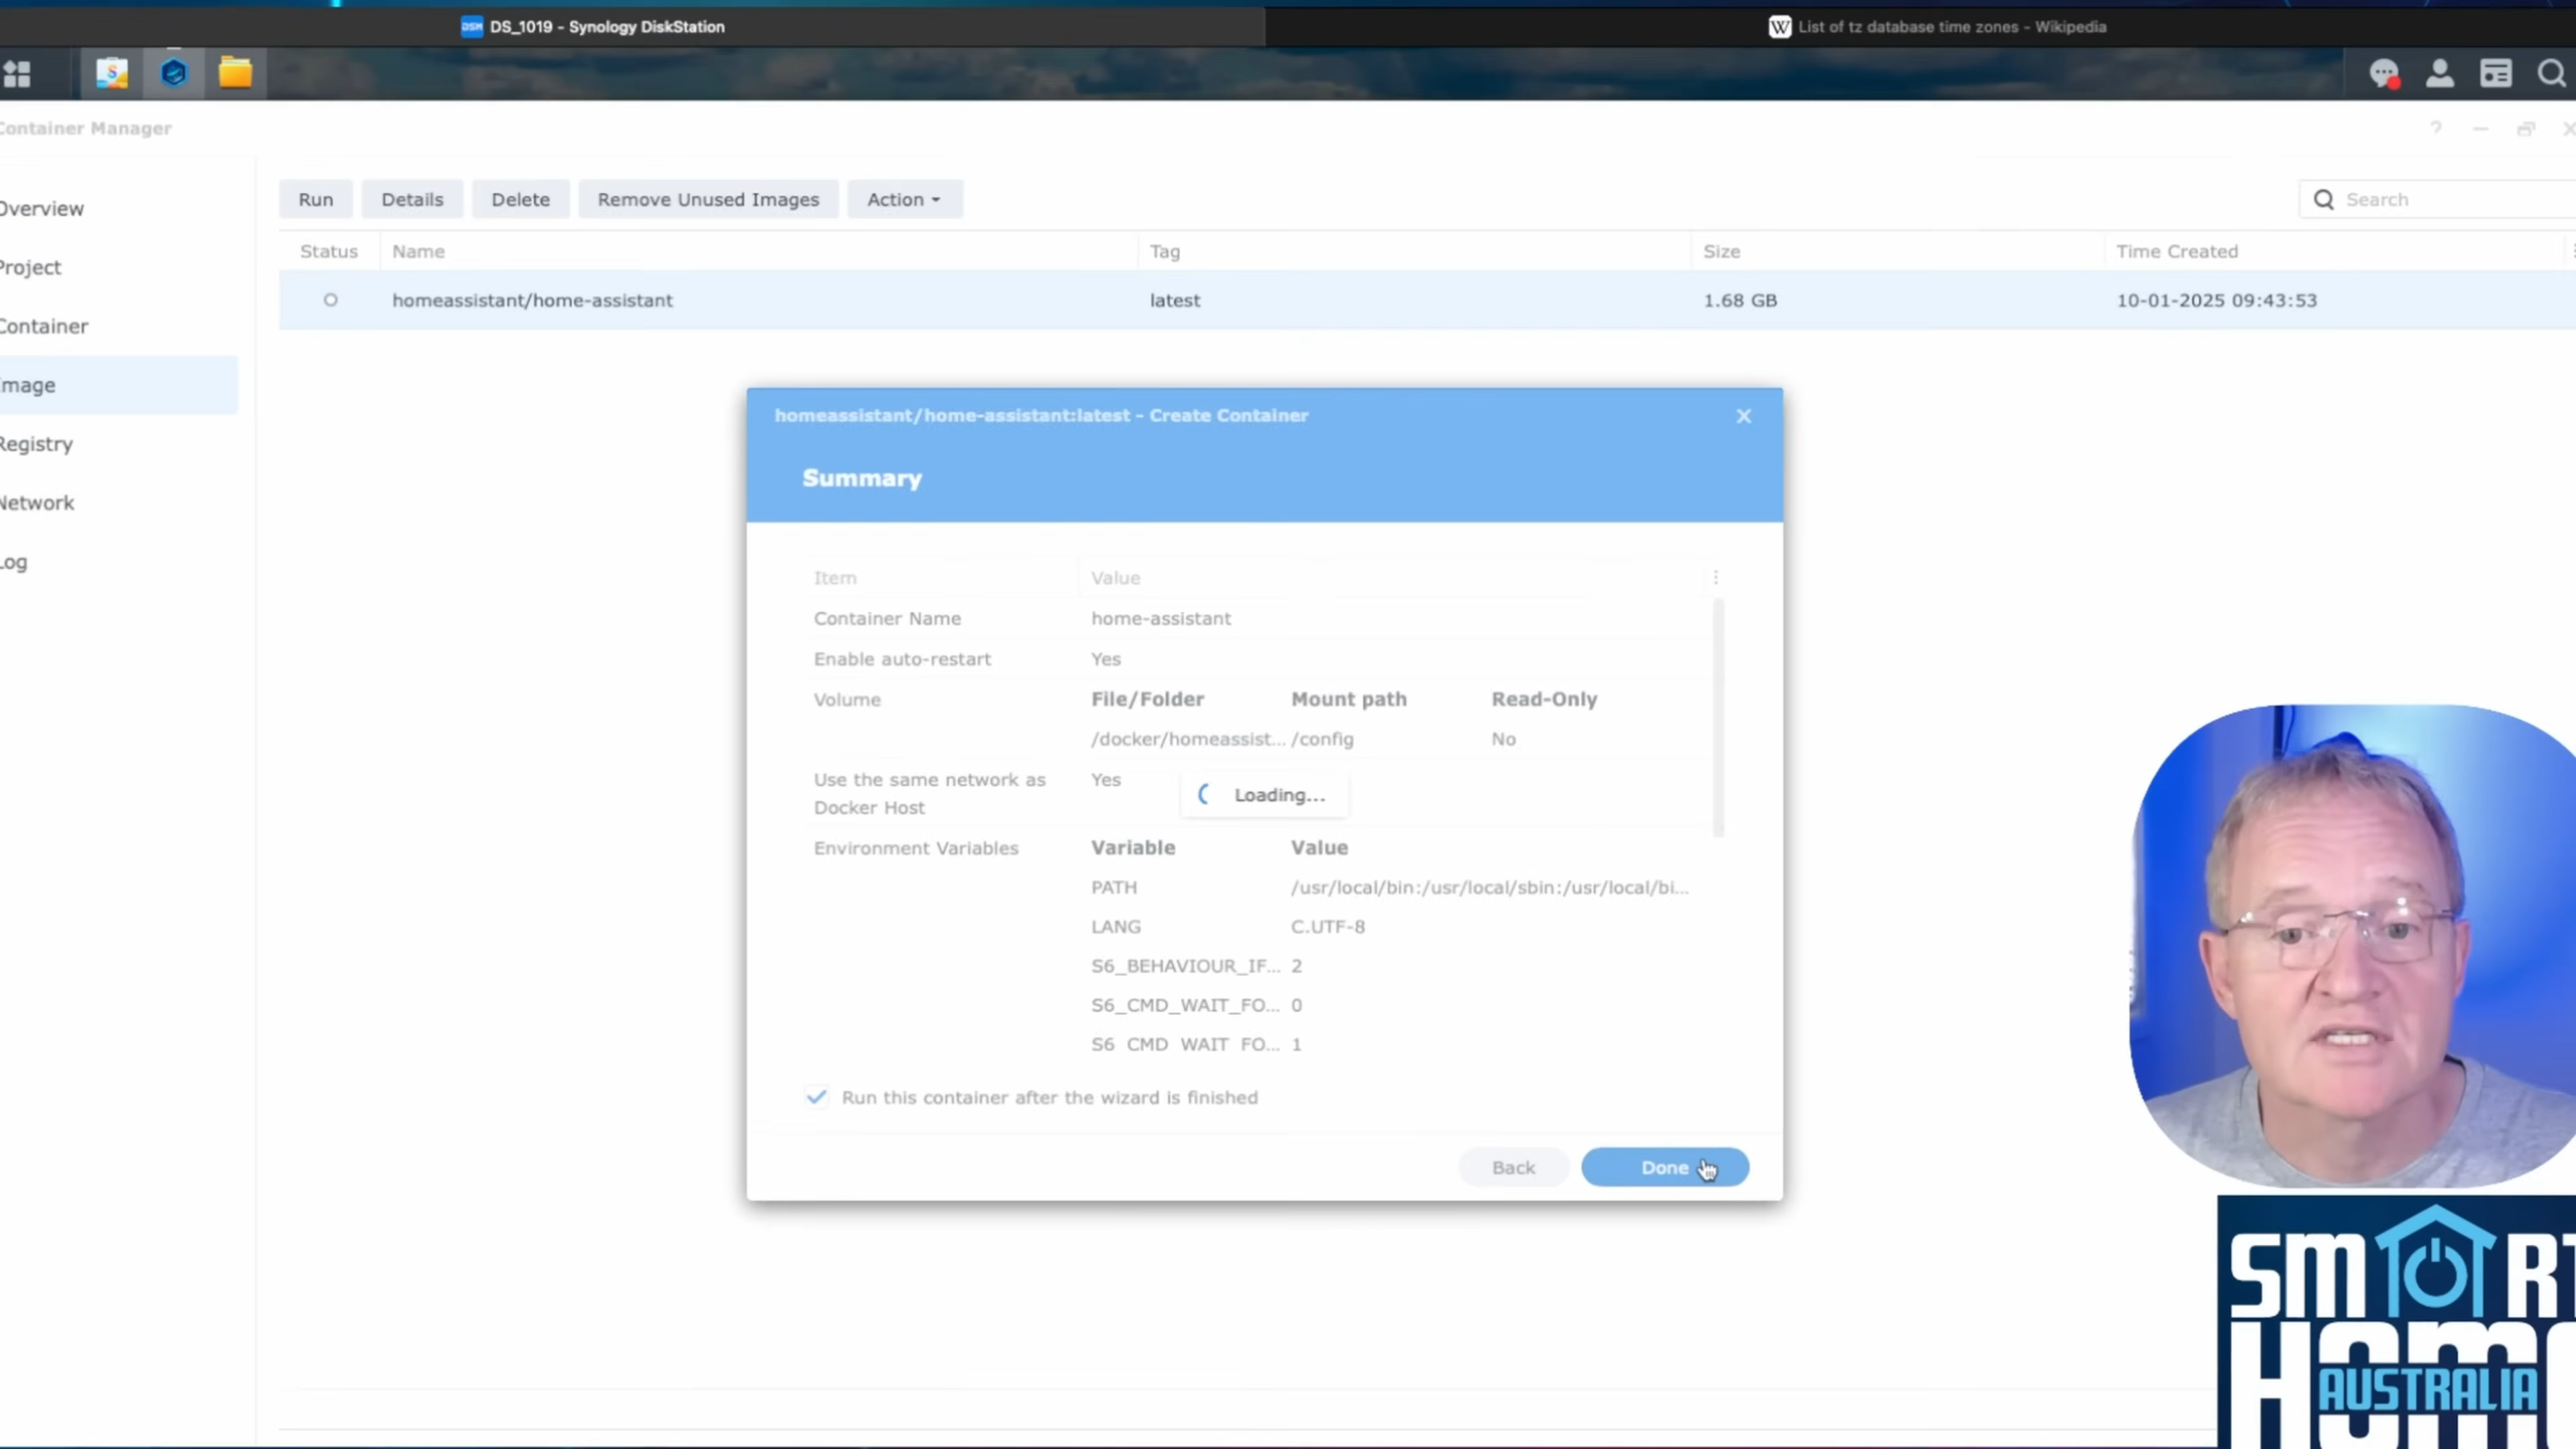 DSM DS_1019 - Synology DiskStation
W List of tz database time zones - Wikipedia
Container Manager
?
Overview
Project
Container
Image
Registry
Network
Log
Run Details Delete Remove Unused Images Action
Search
Status Name Tag Size Time Created
homeassistant/home-assistant latest 1.68 GB 10-01-2025 09:43:53
homeassistant/home-assistant:latest - Create Container
Summary
Item Value
Container Name home-assistant
Enable auto-restart Yes
Volume File/Folder Mount path Read-Only
/docker/homeassist... /config No
Use the same network as Yes
Docker Host
Loading...
Environment Variables Variable Value
PATH /usr/local/bin:/usr/local/sbin:/usr/local/bi...
LANG C.UTF-8
S6_BEHAVIOUR_IF... 2
S6_CMD_WAIT_FO... 0
S6_CMD_WAIT_FO... 1
Run this container after the wizard is finished
Back Done
SMART
HOME
AUSTRALIA